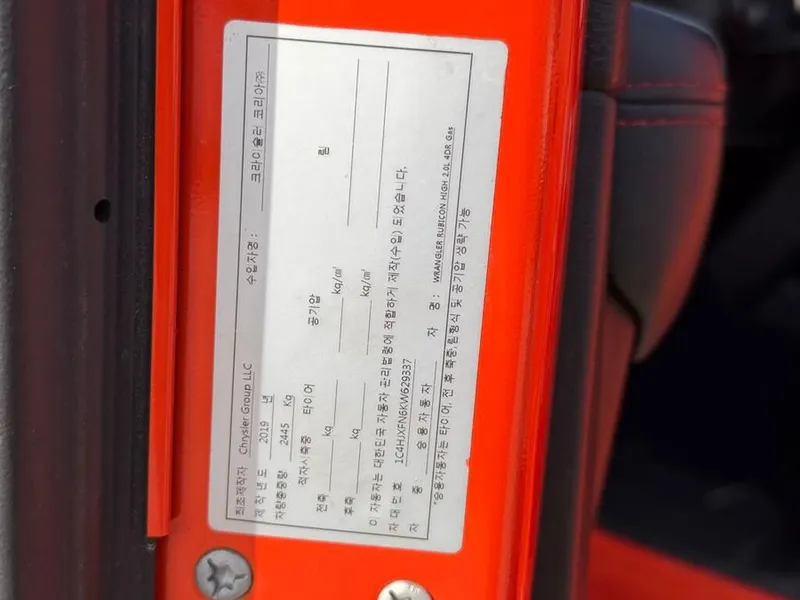 최초제작자 Chrysler Group LLC 수입자명 : 크라이슬러 코리아㈜
제 작 년 도 2019 년
차량총중량 2445 Kg
적차시축중 타이어 공기압 림
전축 kg kg/㎠
후축 kg kg/㎠
이 자동차는 대한민국 자동차 관리법령에 적합하게 제작(수입) 되었습니다.
차 대 번 호 1C4HJXFN6KW629337
차 종 : 승용자동차 차 명 : WRANGLER RUBICON HIGH 2.0L 4DR Gas
*승용자동차는 타이어, 전 후 축중,림형식 및 공기압 생략 가능